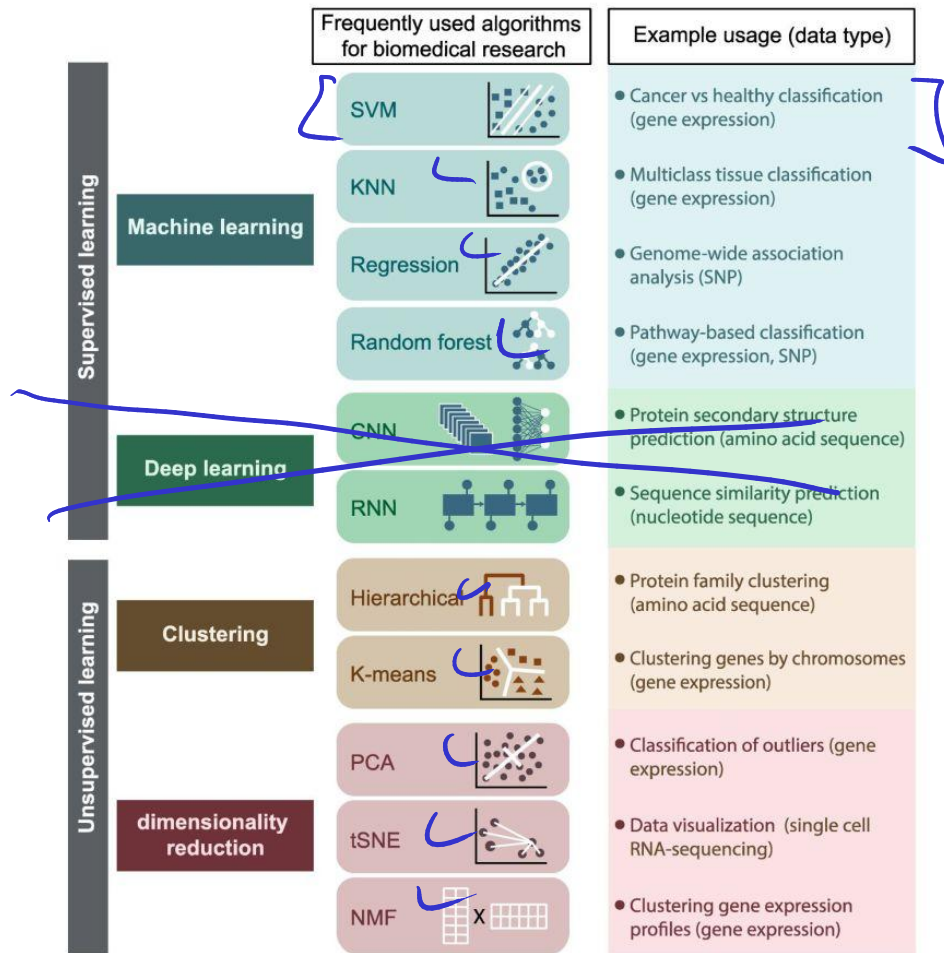 Frequently used algorithms
for biomedical research
Example usage (data type)
Supervised learning
Machine learning
SVM
• Cancer vs healthy classification
(gene expression)
KNN
• Multiclass tissue classification
(gene expression)
Regression
• Genome-wide association
analysis (SNP)
Random forest
• Pathway-based classification
(gene expression, SNP)
Deep learning
CNN
• Protein secondary structure
prediction (amino acid sequence)
RNN
• Sequence similarity prediction
(nucleotide sequence)
Unsupervised learning
Clustering
Hierarchical
• Protein family clustering
(amino acid sequence)
K-means
• Clustering genes by chromosomes
(gene expression)
dimensionality
reduction
PCA
• Classification of outliers (gene
expression)
tSNE
• Data visualization (single cell
RNA-sequencing)
NMF
X
• Clustering gene expression
profiles (gene expression)